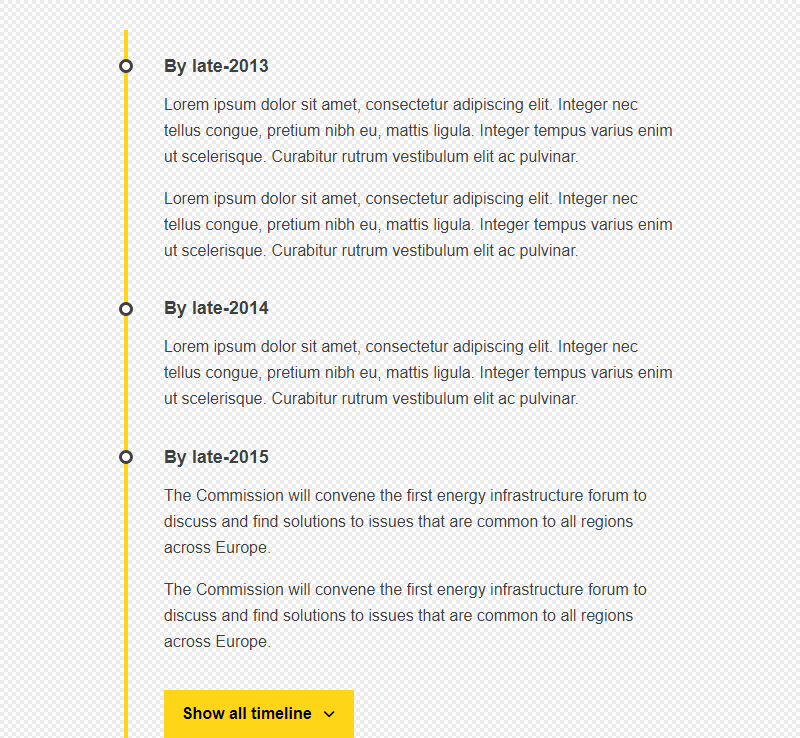 By late-2013
Lorem ipsum dolor sit amet, consectetur adipiscing elit. Integer nec
tellus congue, pretium nibh eu, mattis ligula. Integer tempus varius enim
ut scelerisque. Curabitur rutrum vestibulum elit ac pulvinar.
Lorem ipsum dolor sit amet, consectetur adipiscing elit. Integer nec
tellus congue, pretium nibh eu, mattis ligula. Integer tempus varius enim
ut scelerisque. Curabitur rutrum vestibulum elit ac pulvinar.
By late-2014
Lorem ipsum dolor sit amet, consectetur adipiscing elit. Integer nec
tellus congue, pretium nibh eu, mattis ligula. Integer tempus varius enim
ut scelerisque. Curabitur rutrum vestibulum elit ac pulvinar.
By late-2015
The Commission will convene the first energy infrastructure forum to
discuss and find solutions to issues that are common to all regions
across Europe.
The Commission will convene the first energy infrastructure forum to
discuss and find solutions to issues that are common to all regions
across Europe.
Show all timeline